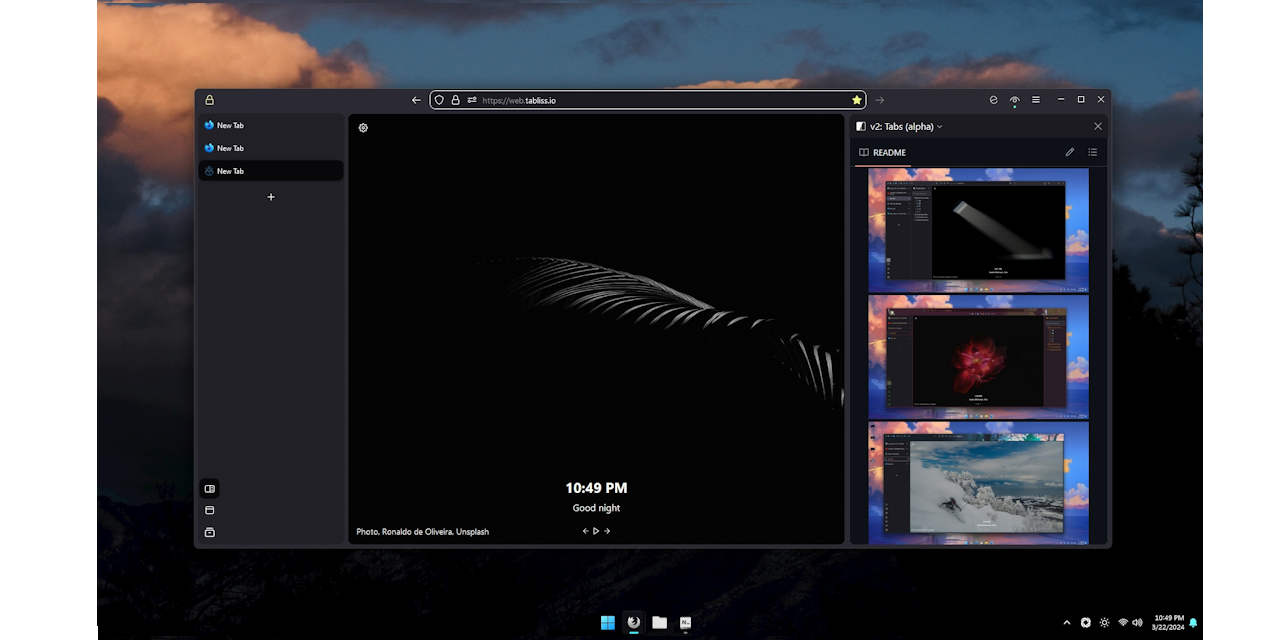 https://web.tabliss.io
New Tab
New Tab
New Tab
v2: Tabs (alpha)
README
10:49 PM
Good night
Photo, Ronaldo de Oliveira, Unsplash
10:49 PM
3/22/2024